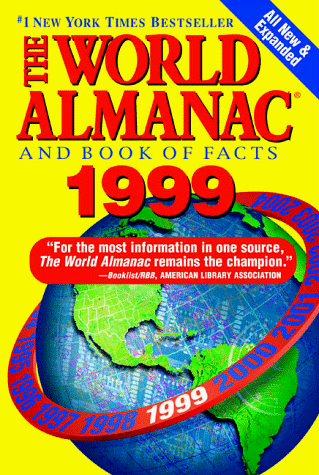 #1 NEW YORK TIMES BESTSELLER
All New &
Expanded
THE WORLD
ALMANAC®
AND BOOK OF FACTS
1999
“For the most information in one source,
The World Almanac remains the champion.”
—Booklist/RBB, AMERICAN LIBRARY ASSOCIATION
1995 1996 1997 1998 1999 2000 2001 2002